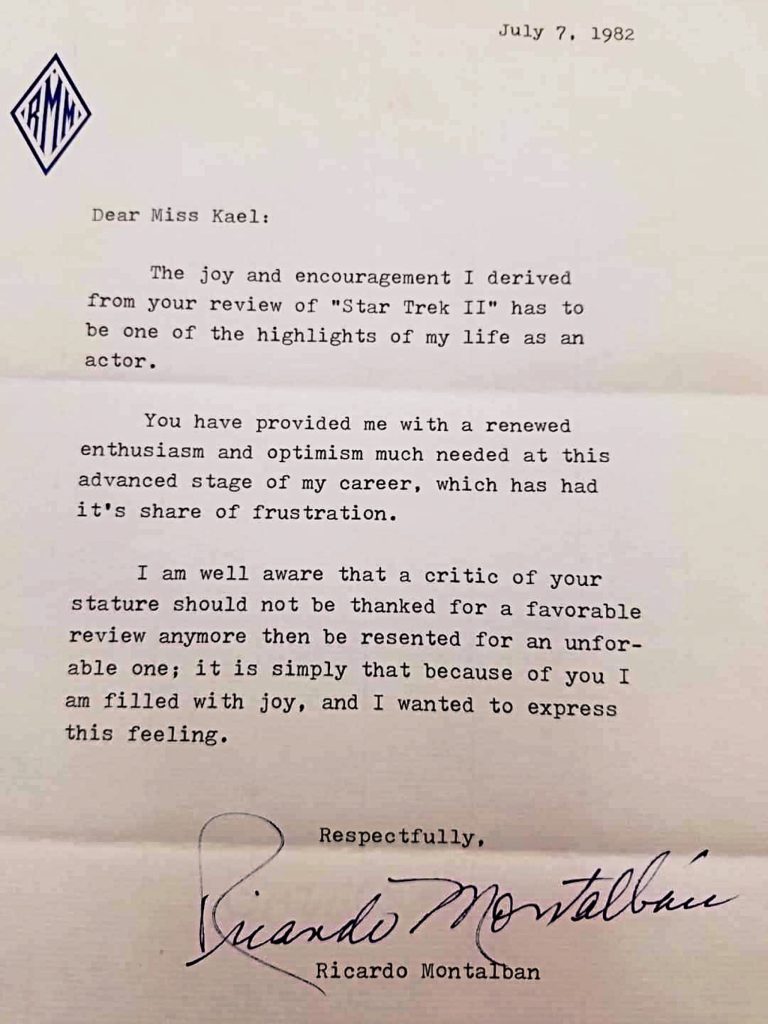 July 7, 1982
RMM
Dear Miss Kael:
The joy and encouragement I derived
from your review of "Star Trek II" has to
be one of the highlights of my life as an
actor.
You have provided me with a renewed
enthusiasm and optimism much needed at this
advanced stage of my career, which has had
it's share of frustration.
I am well aware that a critic of your
stature should not be thanked for a favorable
review anymore then be resented for an unfor-
able one; it is simply that because of you I
am filled with joy, and I wanted to express
this feeling.
Respectfully,
Ricardo Montalbán
Ricardo Montalban